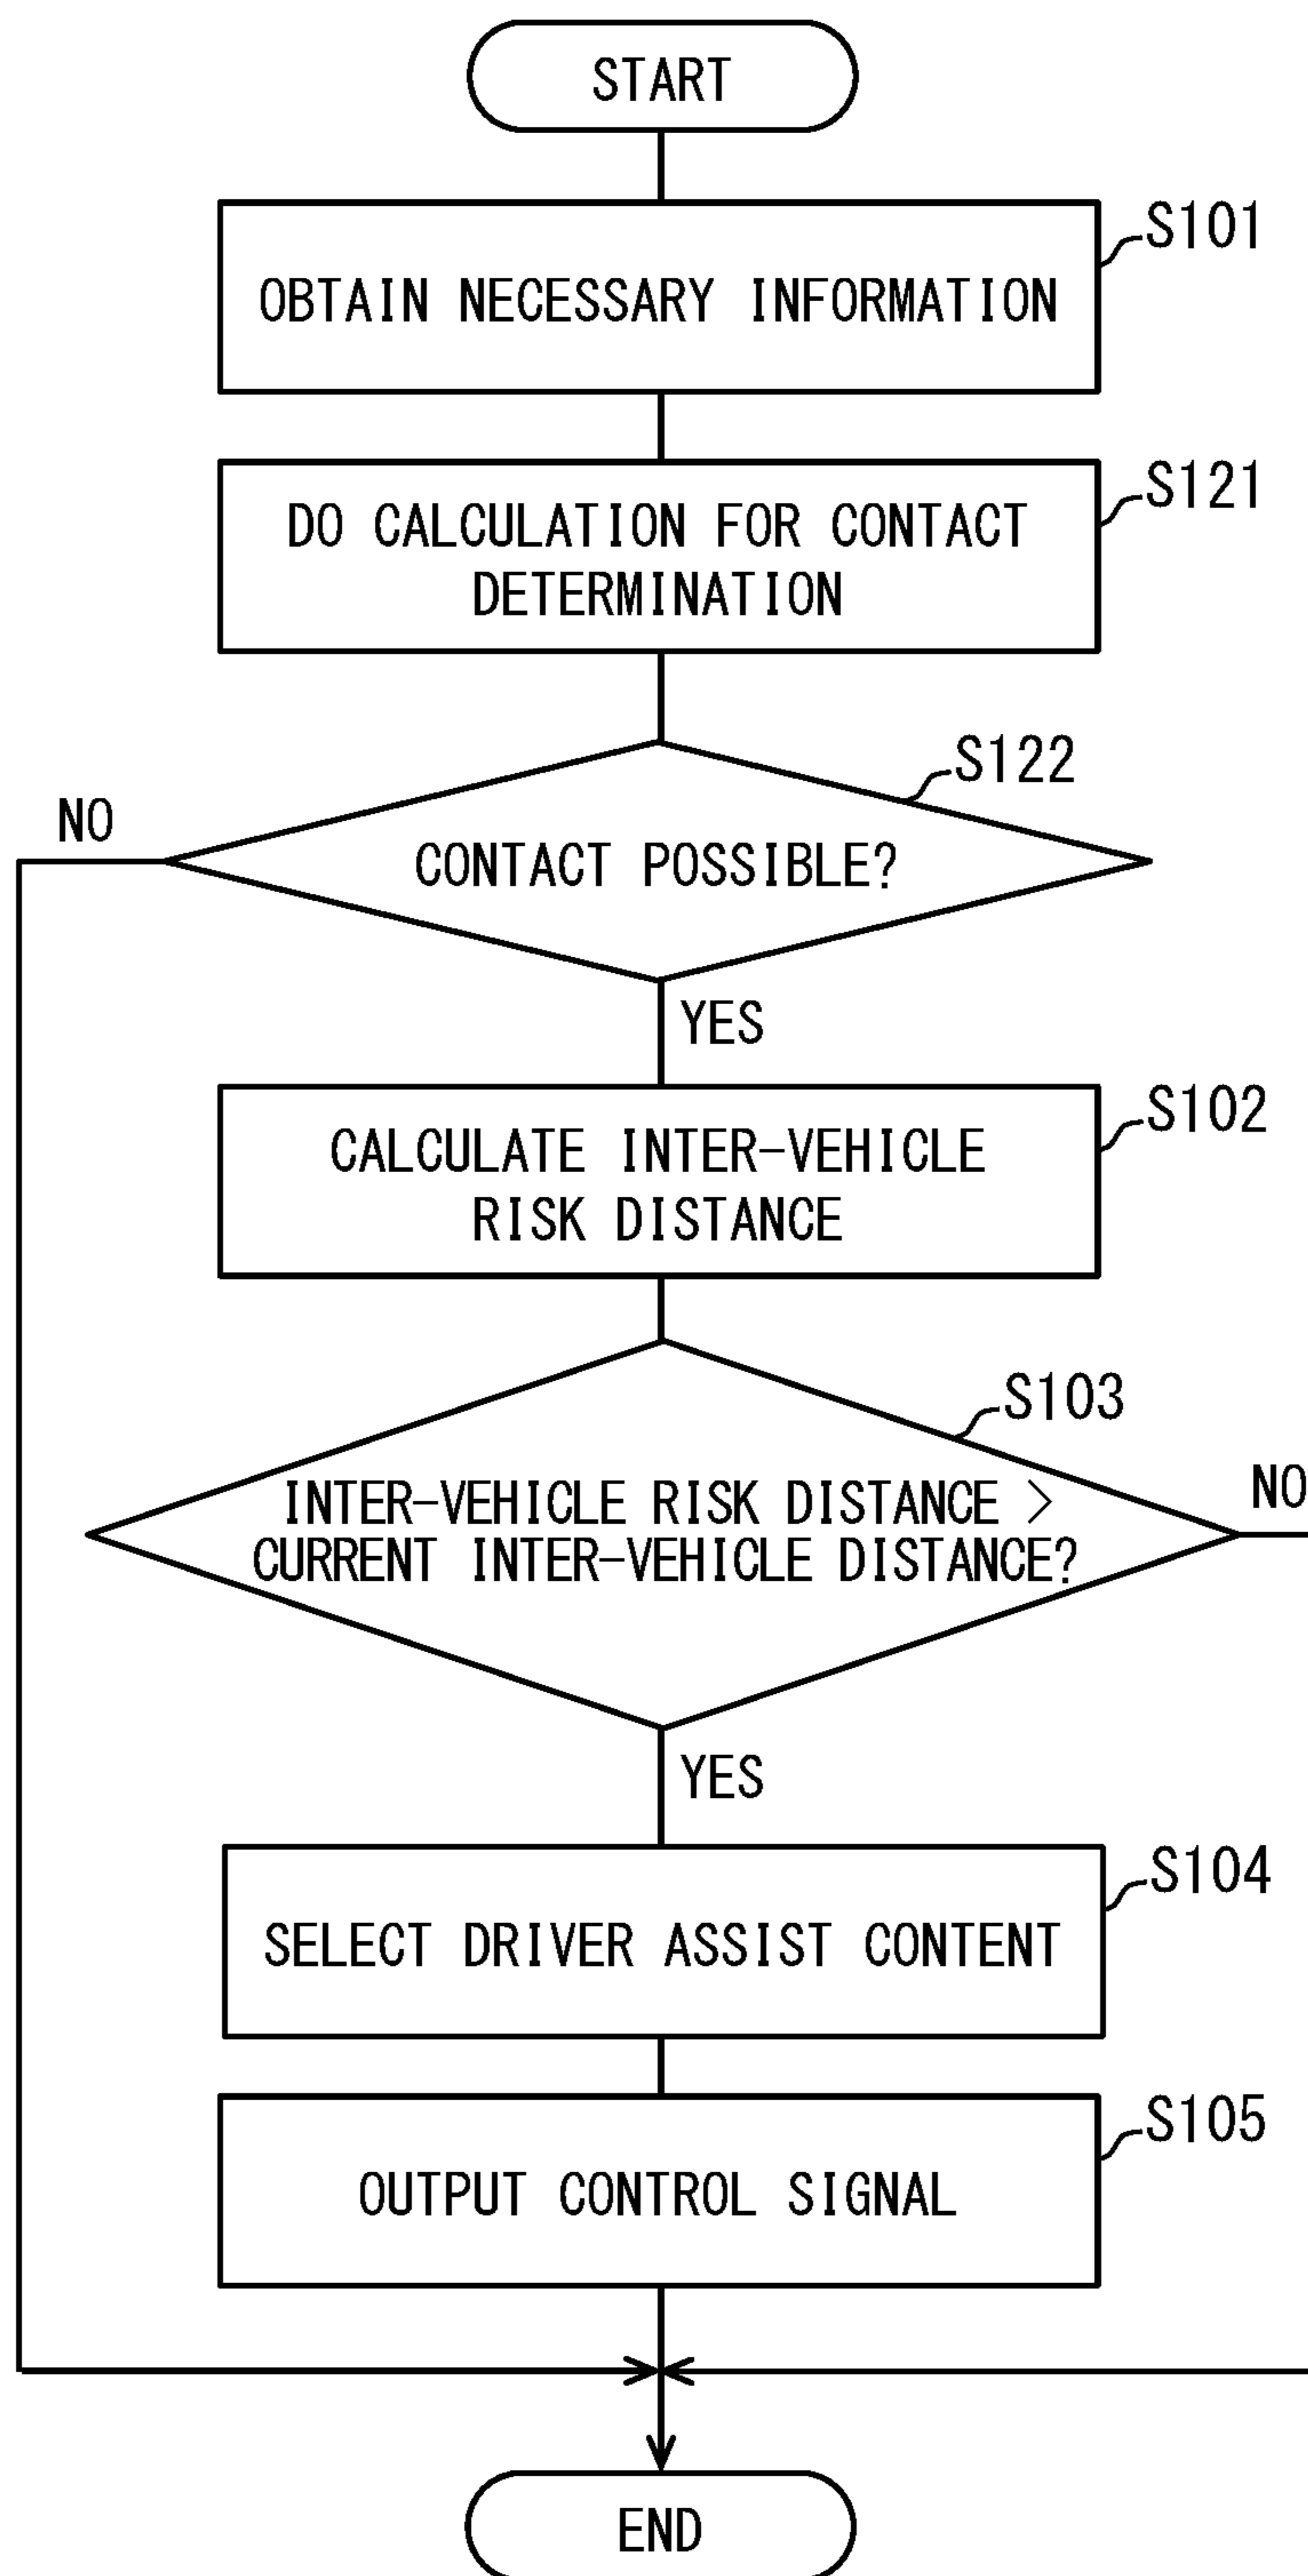 START
S101
OBTAIN NECESSARY INFORMATION
S121
DO CALCULATION FOR CONTACT
DETERMINATION
S122
NO
CONTACT POSSIBLE?
YES
S102
CALCULATE INTER-VEHICLE
RISK DISTANCE
S103
NO
INTER-VEHICLE RISK DISTANCE >
CURRENT INTER-VEHICLE DISTANCE?
YES
S104
SELECT DRIVER ASSIST CONTENT
S105
OUTPUT CONTROL SIGNAL
END